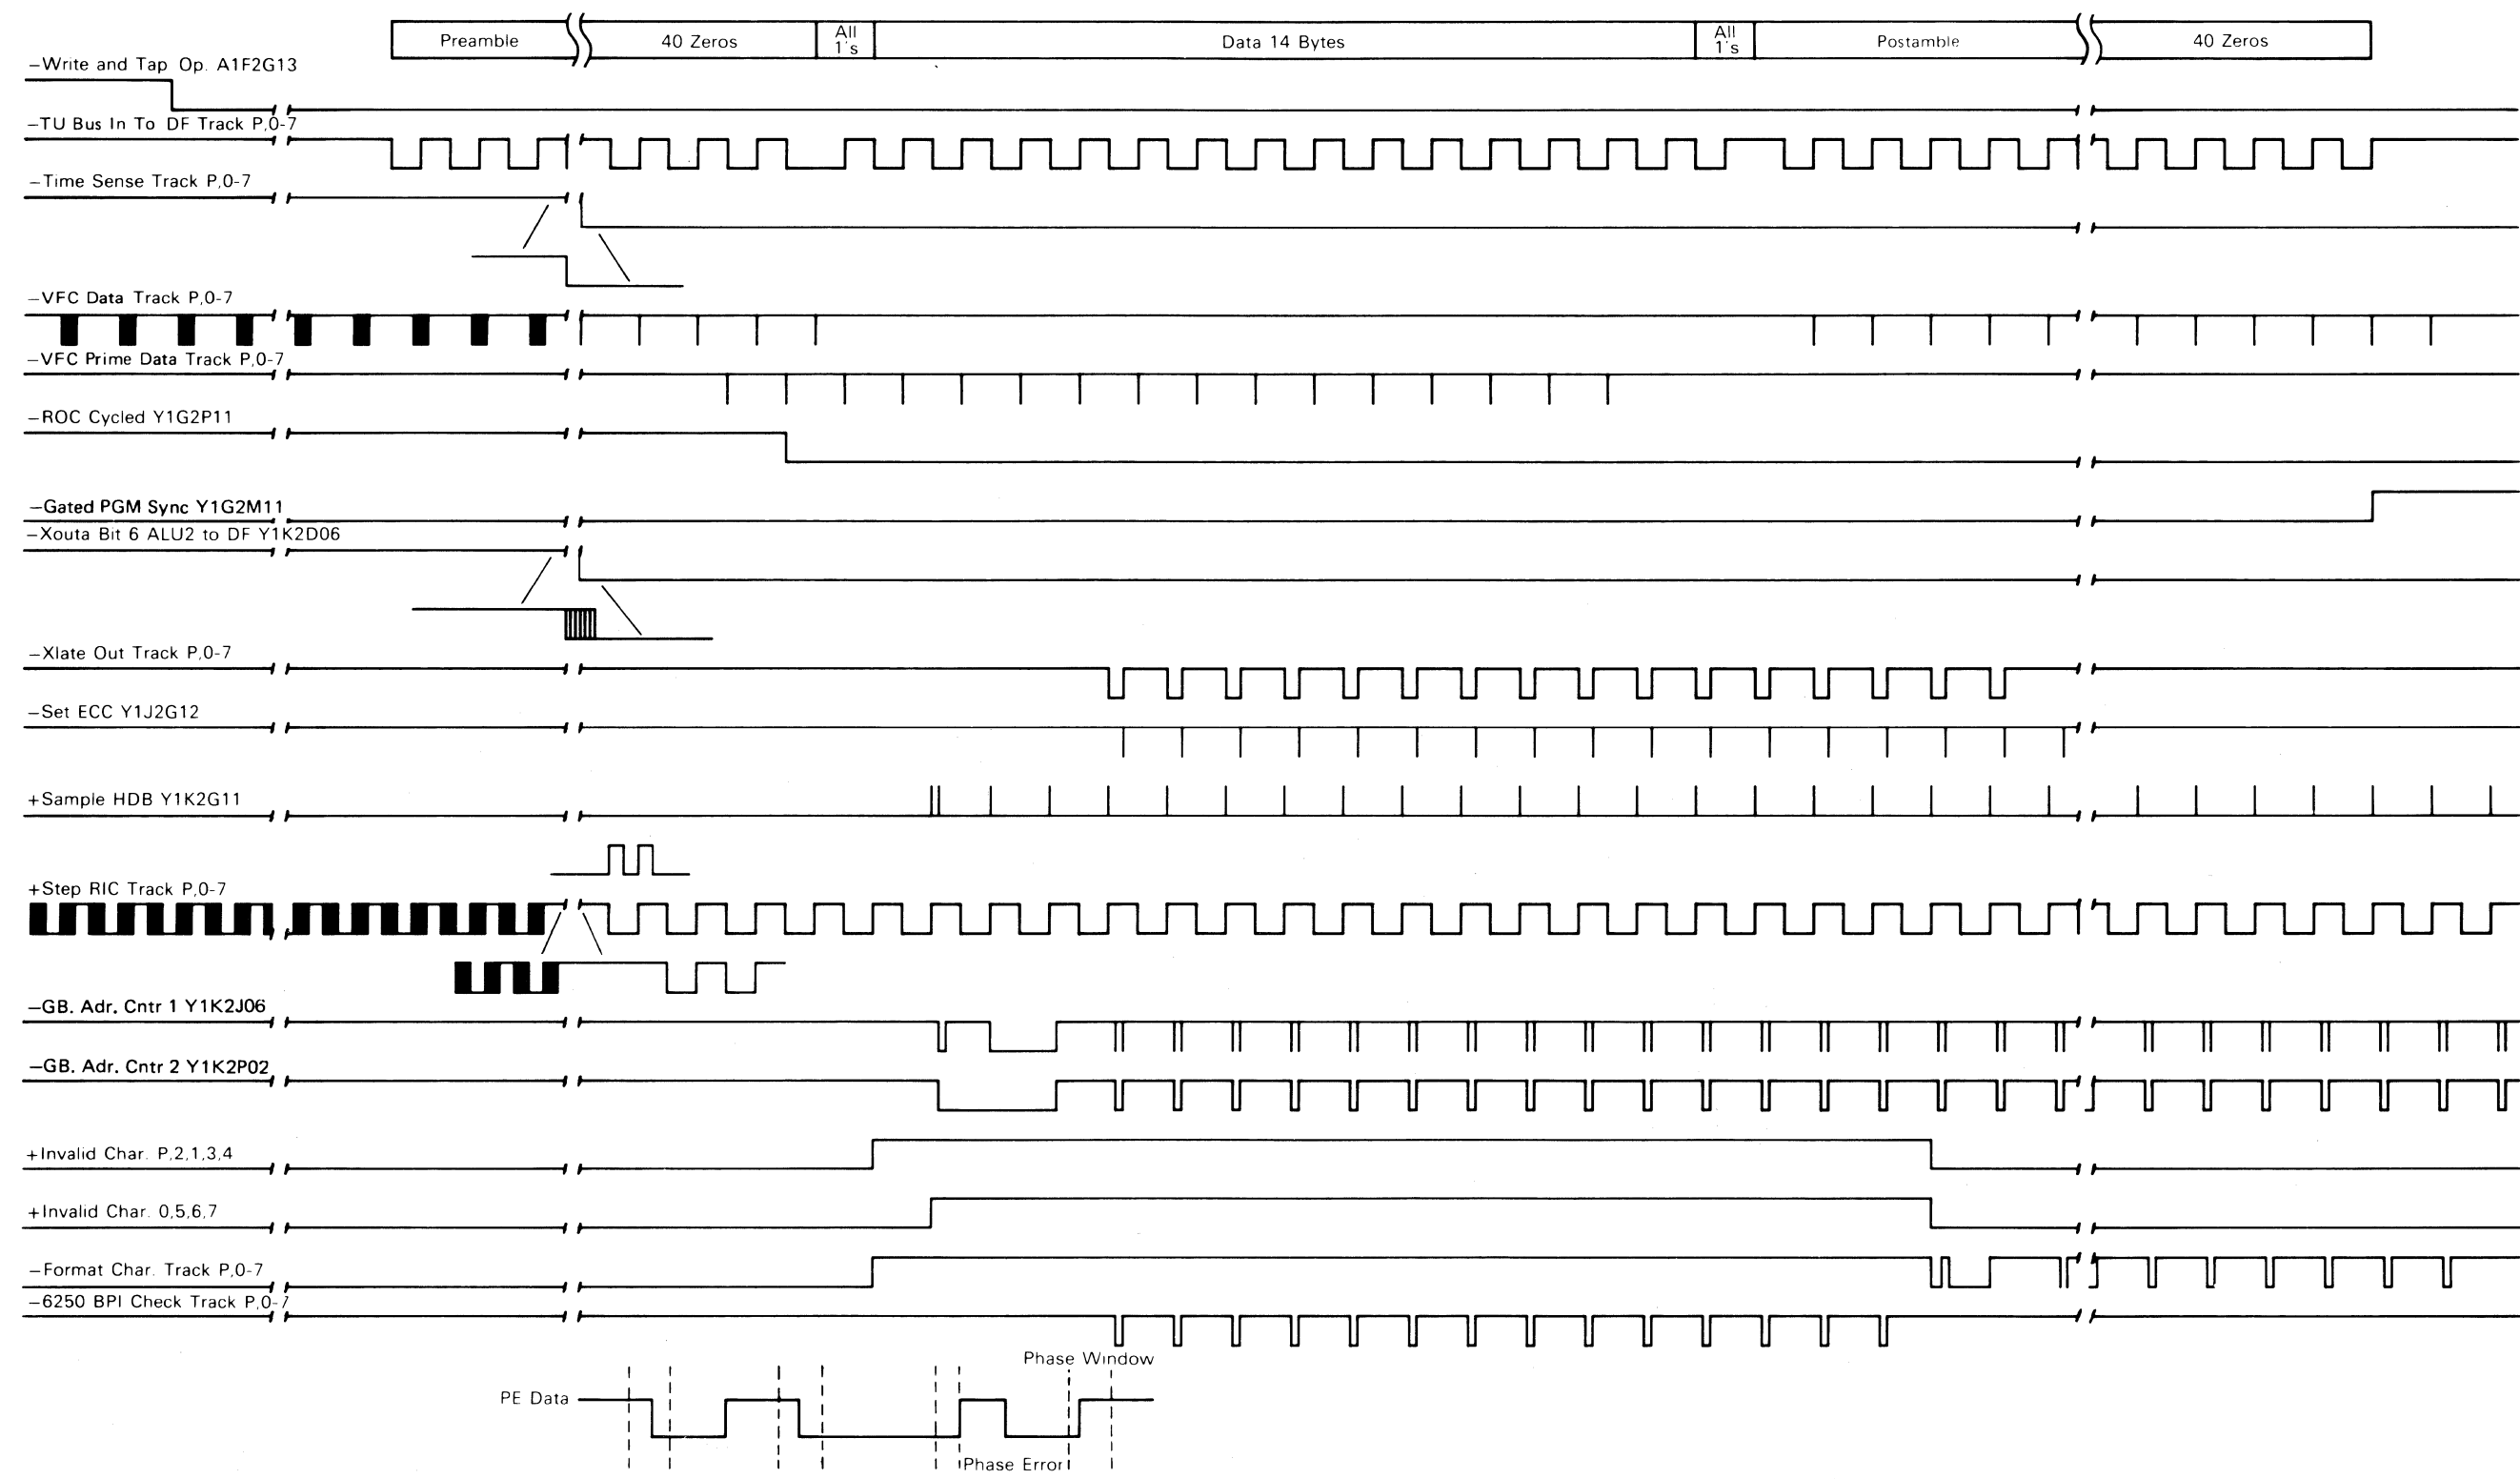 Preamble 40 Zeros All 1's Data 14 Bytes All 1's Postamble 40 Zeros
−Write and Tap Op. A1F2G13
−TU Bus In To DF Track P,0-7
−Time Sense Track P,0-7
−VFC Data Track P,0-7
−VFC Prime Data Track P,0-7
−ROC Cycled Y1G2P11
−Gated PGM Sync Y1G2M11
−Xouta Bit 6 ALU2 to DF Y1K2D06
−Xlate Out Track P,0-7
−Set ECC Y1J2G12
+Sample HDB Y1K2G11
+Step RIC Track P,0-7
−GB. Adr. Cntr 1 Y1K2J06
−GB. Adr. Cntr 2 Y1K2P02
+Invalid Char. P,2,1,3,4
+Invalid Char. 0,5,6,7
−Format Char. Track P,0-7
−6250 BPI Check Track P,0-7
Phase Window
PE Data
Phase Error